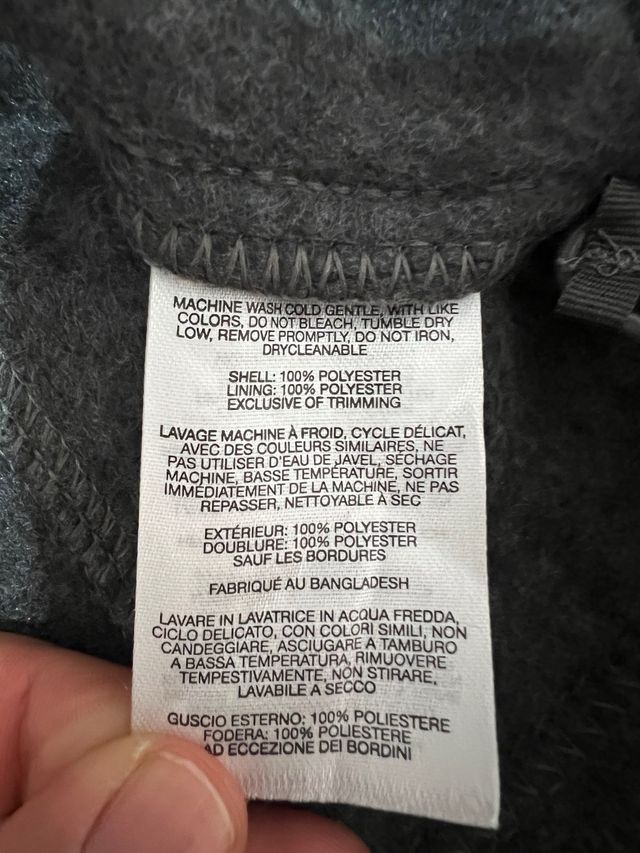 MACHINE WASH COLD GENTLE, WITH LIKE
COLORS, DO NOT BLEACH, TUMBLE DRY
LOW, REMOVE PROMPTLY, DO NOT IRON,
DRYCLEANABLE
SHELL: 100% POLYESTER
LINING: 100% POLYESTER
EXCLUSIVE OF TRIMMING
LAVAGE MACHINE À FROID, CYCLE DÉLICAT,
AVEC DES COULEURS SIMILAIRES, NE
PAS UTILISER D'EAU DE JAVEL, SÉCHAGE
MACHINE, BASSE TEMPÉRATURE, SORTIR
IMMÉDIATEMENT DE LA MACHINE, NE PAS
REPASSER, NETTOYABLE À SEC
EXTÉRIEUR: 100% POLYESTER
DOUBLURE: 100% POLYESTER
SAUF LES BORDURES
FABRIQUÉ AU BANGLADESH
LAVARE IN LAVATRICE IN ACQUA FREDDA,
CICLO DELICATO, CON COLORI SIMILI, NON
CANDEGGIARE, ASCIUGARE A TAMBURO
A BASSA TEMPERATURA, RIMUOVERE
TEMPESTIVAMENTE, NON STIRARE,
LAVABILE A SECCO
GUSCIO ESTERNO: 100% POLIESTERE
FODERA: 100% POLIESTERE
AD ECCEZIONE DEI BORDINI